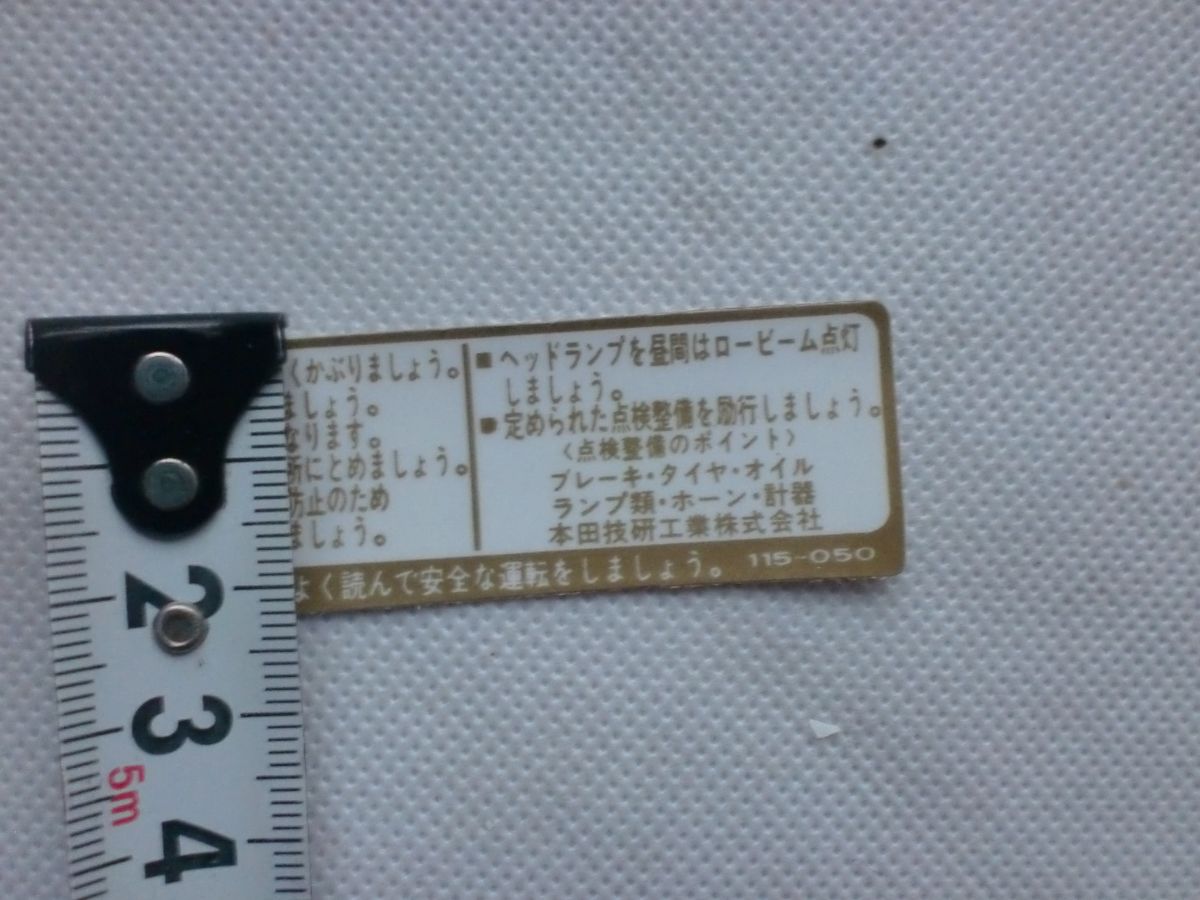 くかぶりましょう。
ましょう。
なります。
所にとめましょう。
防止のため
ましょう。
■ ヘッドランプを昼間はロービーム点灯
しましょう。
■ 定められた点検整備を励行しましょう。
〈点検整備のポイント〉
ブレーキ・タイヤ・オイル
ランプ類・ホーン・計器
本田技研工業株式会社
よく読んで安全な運転をしましょう。 115-050
2
3
5m
4